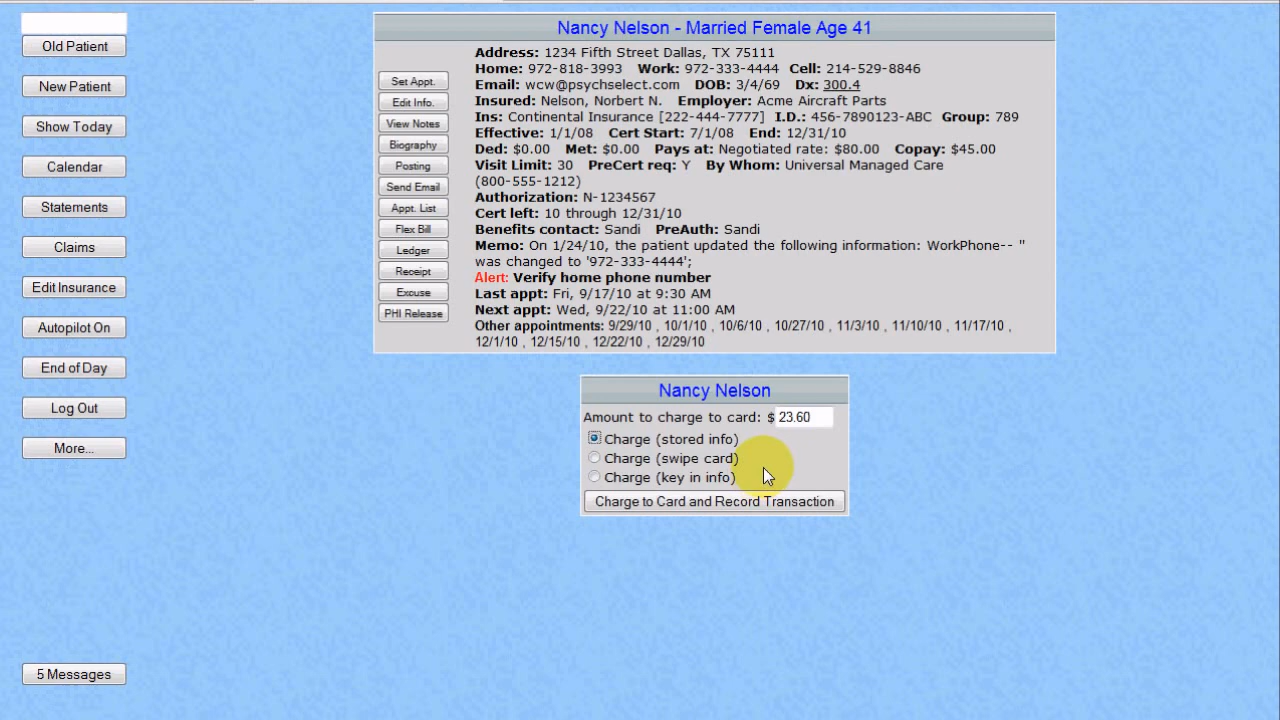 Old Patient
New Patient
Show Today
Calendar
Statements
Claims
Edit Insurance
Autopilot On
End of Day
Log Out
More...
5 Messages
Nancy Nelson - Married Female Age 41
Set Appt.
Edit Info.
View Notes
Biography
Posting
Send Email
Appt. List
Flex Bill
Ledger
Receipt
Excuse
PHI Release
Address: 1234 Fifth Street Dallas, TX 75111
Home: 972-818-3993 Work: 972-333-4444 Cell: 214-529-8846
Email: wcw@psychselect.com DOB: 3/4/69 Dx: 300.4
Insured: Nelson, Norbert N. Employer: Acme Aircraft Parts
Ins: Continental Insurance [222-444-7777] I.D.: 456-7890123-ABC Group: 789
Effective: 1/1/08 Cert Start: 7/1/08 End: 12/31/10
Ded: $0.00 Met: $0.00 Pays at: Negotiated rate: $80.00 Copay: $45.00
Visit Limit: 30 PreCert req: Y By Whom: Universal Managed Care
(800-555-1212)
Authorization: N-1234567
Cert left: 10 through 12/31/10
Benefits contact: Sandi PreAuth: Sandi
Memo: On 1/24/10, the patient updated the following information: WorkPhone-- "
was changed to '972-333-4444';
Alert: Verify home phone number
Last appt: Fri, 9/17/10 at 9:30 AM
Next appt: Wed, 9/22/10 at 11:00 AM
Other appointments: 9/29/10 , 10/1/10 , 10/6/10 , 10/27/10 , 11/3/10 , 11/10/10 , 11/17/10 ,
12/1/10 , 12/15/10 , 12/22/10 , 12/29/10
Nancy Nelson
Amount to charge to card: $ 23.60
Charge (stored info)
Charge (swipe card)
Charge (key in info)
Charge to Card and Record Transaction